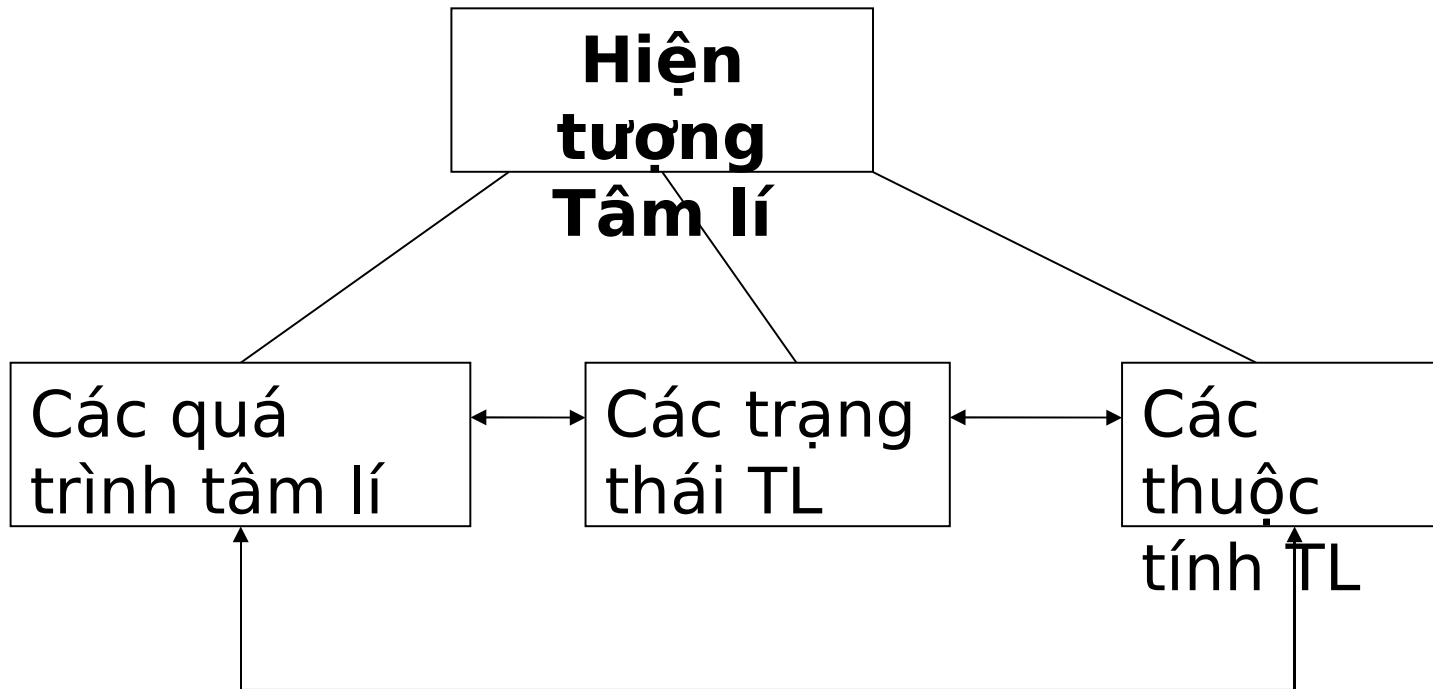 Hiện
tượng
Tâm lí
Các quá
trình tâm lí
Các trạng
thái TL
Các
thuộc
tính TL